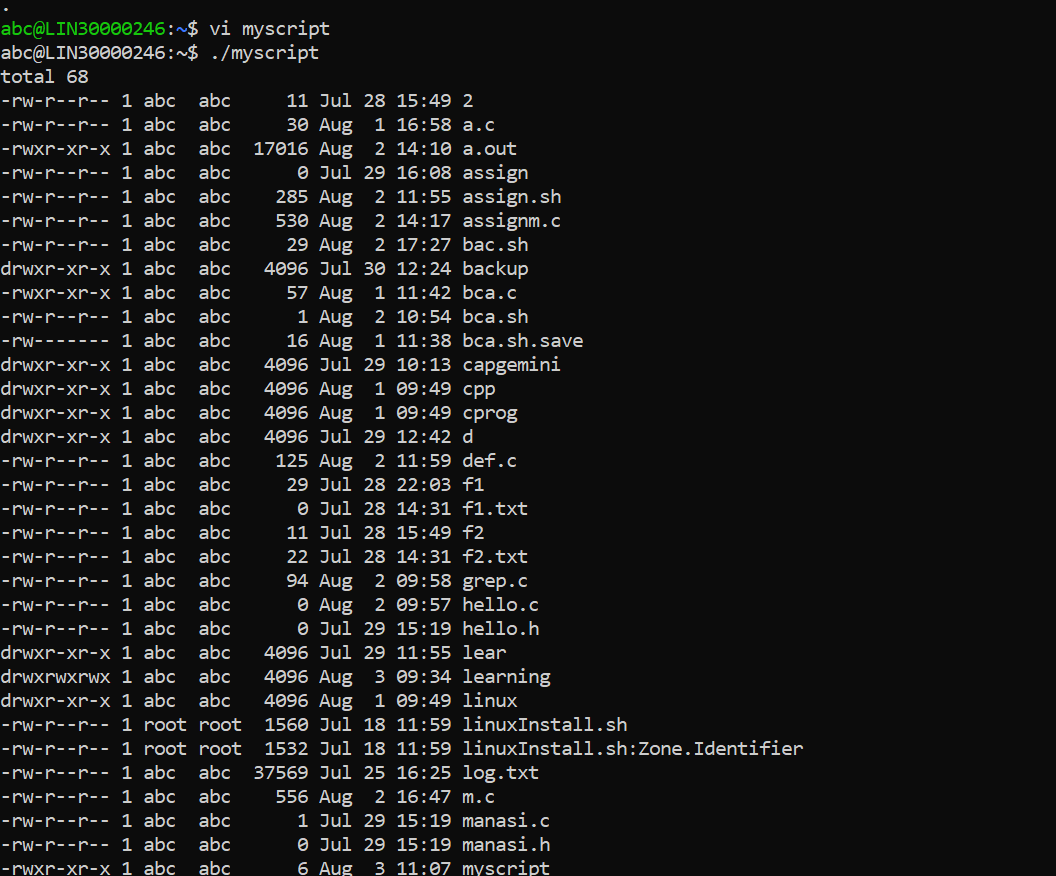 .
abc@LIN30000246:~$ vi myscript
abc@LIN30000246:~$ ./myscript
total 68
-rw-r--r-- 1 abc  abc     11 Jul 28 15:49 2
-rw-r--r-- 1 abc  abc     30 Aug  1 16:58 a.c
-rwxr-xr-x 1 abc  abc  17016 Aug  2 14:10 a.out
-rw-r--r-- 1 abc  abc      0 Jul 29 16:08 assign
-rw-r--r-- 1 abc  abc    285 Aug  2 11:55 assign.sh
-rw-r--r-- 1 abc  abc    530 Aug  2 14:17 assignm.c
-rw-r--r-- 1 abc  abc     29 Aug  2 17:27 bac.sh
drwxr-xr-x 1 abc  abc   4096 Jul 30 12:24 backup
-rwxr-xr-x 1 abc  abc     57 Aug  1 11:42 bca.c
-rw-r--r-- 1 abc  abc      1 Aug  2 10:54 bca.sh
-rw------- 1 abc  abc     16 Aug  1 11:38 bca.sh.save
drwxr-xr-x 1 abc  abc   4096 Jul 29 10:13 capgemini
drwxr-xr-x 1 abc  abc   4096 Aug  1 09:49 cpp
drwxr-xr-x 1 abc  abc   4096 Aug  1 09:49 cprog
drwxr-xr-x 1 abc  abc   4096 Jul 29 12:42 d
-rw-r--r-- 1 abc  abc    125 Aug  2 11:59 def.c
-rw-r--r-- 1 abc  abc     29 Jul 28 22:03 f1
-rw-r--r-- 1 abc  abc      0 Jul 28 14:31 f1.txt
-rw-r--r-- 1 abc  abc     11 Jul 28 15:49 f2
-rw-r--r-- 1 abc  abc     22 Jul 28 14:31 f2.txt
-rw-r--r-- 1 abc  abc     94 Aug  2 09:58 grep.c
-rw-r--r-- 1 abc  abc      0 Aug  2 09:57 hello.c
-rw-r--r-- 1 abc  abc      0 Jul 29 15:19 hello.h
drwxr-xr-x 1 abc  abc   4096 Jul 29 11:55 lear
drwxrwxrwx 1 abc  abc   4096 Aug  3 09:34 learning
drwxr-xr-x 1 abc  abc   4096 Aug  1 09:49 linux
-rw-r--r-- 1 root root  1560 Jul 18 11:59 linuxInstall.sh
-rw-r--r-- 1 root root  1532 Jul 18 11:59 linuxInstall.sh:Zone.Identifier
-rw-r--r-- 1 abc  abc  37569 Jul 25 16:25 log.txt
-rw-r--r-- 1 abc  abc    556 Aug  2 16:47 m.c
-rw-r--r-- 1 abc  abc      1 Jul 29 15:19 manasi.c
-rw-r--r-- 1 abc  abc      0 Jul 29 15:19 manasi.h
-rwxr-xr-x 1 abc  abc      6 Aug  3 11:07 myscript